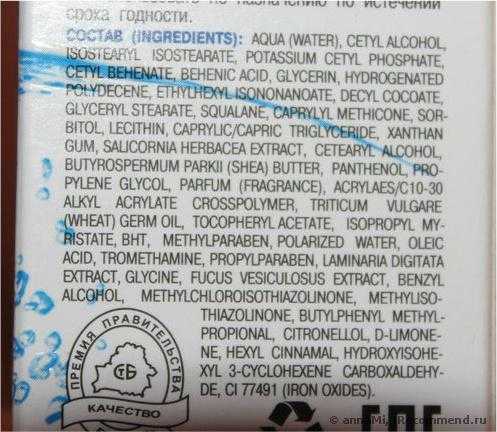 по назначению по истечении
срока годности.
СОСТАВ (INGREDIENTS): AQUA (WATER), CETYL ALCOHOL,
ISOSTEARYL ISOSTEARATE, POTASSIUM CETYL PHOSPHATE,
CETYL BEHENATE, BEHENIC ACID, GLYCERIN, HYDROGENATED
POLYDECENE, ETHYLHEXYL ISONONANOATE, DECYL COCOATE,
GLYCERYL STEARATE, SQUALANE, CAPRYLYL METHICONE, SOR-
BITOL, LECITHIN, CAPRYLIC/CAPRIC TRIGLYCERIDE, XANTHAN
GUM, SALICORNIA HERBACEA EXTRACT, CETEARYL ALCOHOL,
BUTYROSPERMUM PARKII (SHEA) BUTTER, PANTHENOL, PRO-
PYLENE GLYCOL, PARFUM (FRAGRANCE), ACRYLAES/C10-30
ALKYL ACRYLATE CROSSPOLYMER, TRITICUM VULGARE
(WHEAT) GERM OIL, TOCOPHERYL ACETATE, ISOPROPYL MY-
RISTATE, BHT, METHYLPARABEN, POLARIZED WATER, OLEIC
ACID, TROMETHAMINE, PROPYLPARABEN, LAMINARIA DIGITATA
EXTRACT, GLYCINE, FUCUS VESICULOSUS EXTRACT, BENZYL
ALCOHOL, METHYLCHLOROISOTHIAZOLINONE, METHYLISO-
THIAZOLINONE, BUTYLPHENYL METHYL-
PROPIONAL, CITRONELLOL, D-LIMONE-
NE, HEXYL CINNAMAL, HYDROXYISOHE-
XYL 3-CYCLOHEXENE CARBOXALDEHY-
DE, CI 77491 (IRON OXIDES).
ПРЕМИЯ ПРАВИТЕЛЬСТВА
СТБ
КАЧЕСТВО